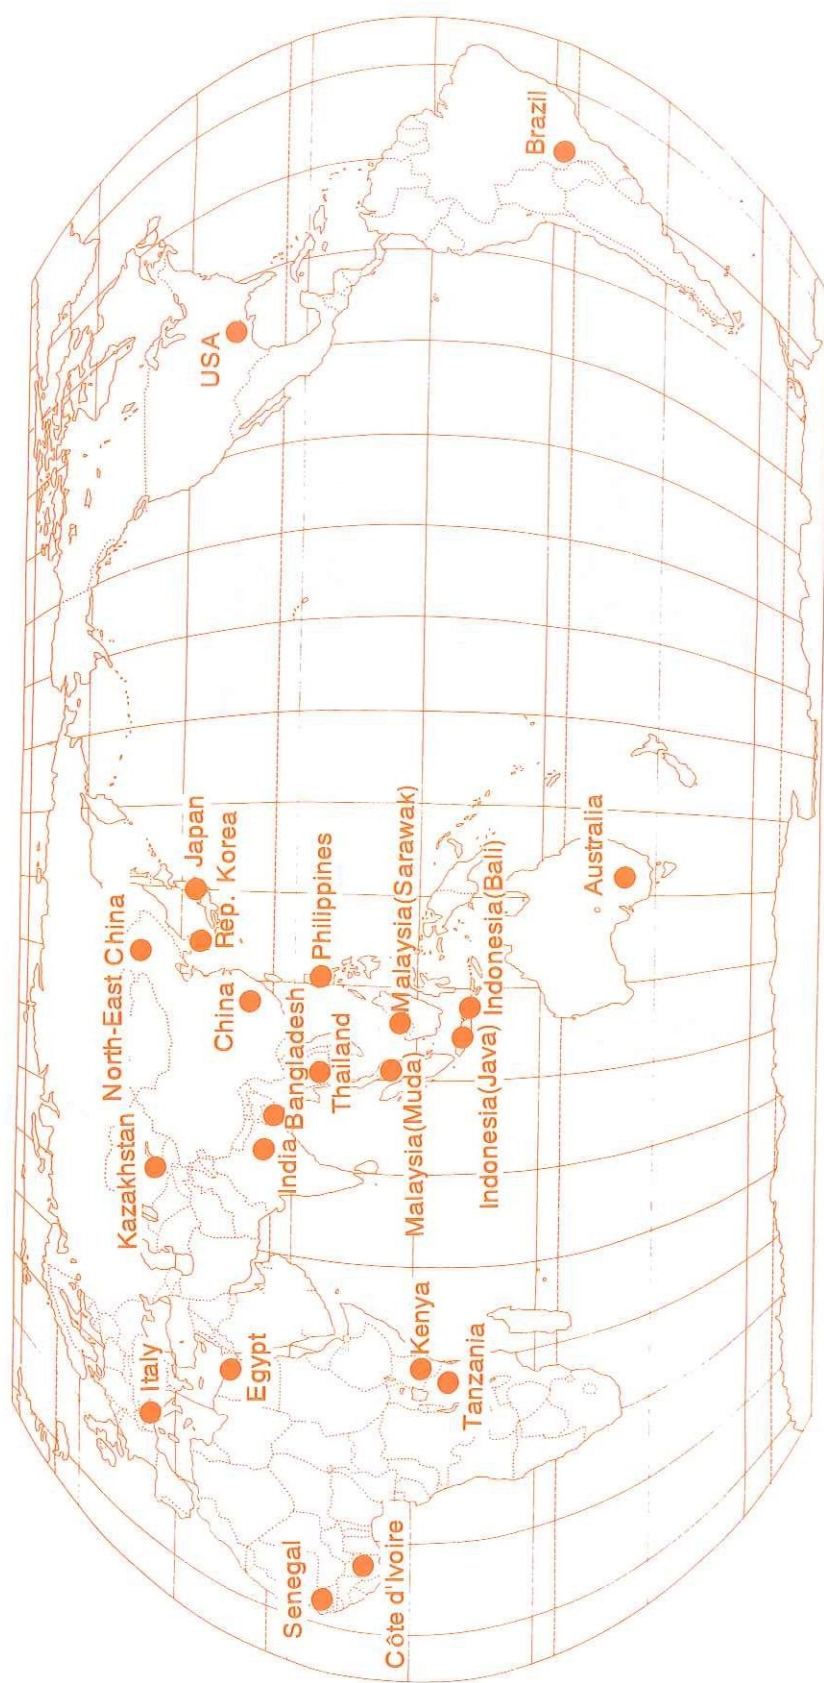 Italy
Kazakhstan
North-East China
Japan
Rep. Korea
USA
Egypt
China
India
Bangladesh
Senegal
Thailand
Philippines
Côte d'Ivoire
Kenya
Malaysia(Muda)
Malaysia(Sarawak)
Tanzania
Indonesia(Java)
Indonesia(Bali)
Brazil
Australia